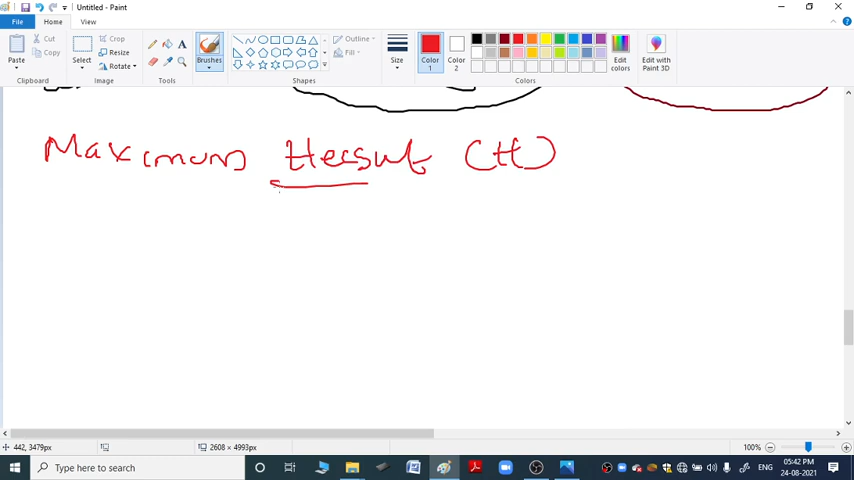 Untitled - Paint
File Home View
Cut
Copy
Paste
Clipboard
Crop
Resize
Rotate
Select
Image
A
Tools
Brushes
Outline
Fill
Shapes
Size
Color 1
Color 2
Edit colors
Colors
Edit with Paint 3D
Maximum Height (H)
442, 3479px
2608 × 4993px
100%
Type here to search
ENG
05:42 PM
24-08-2021